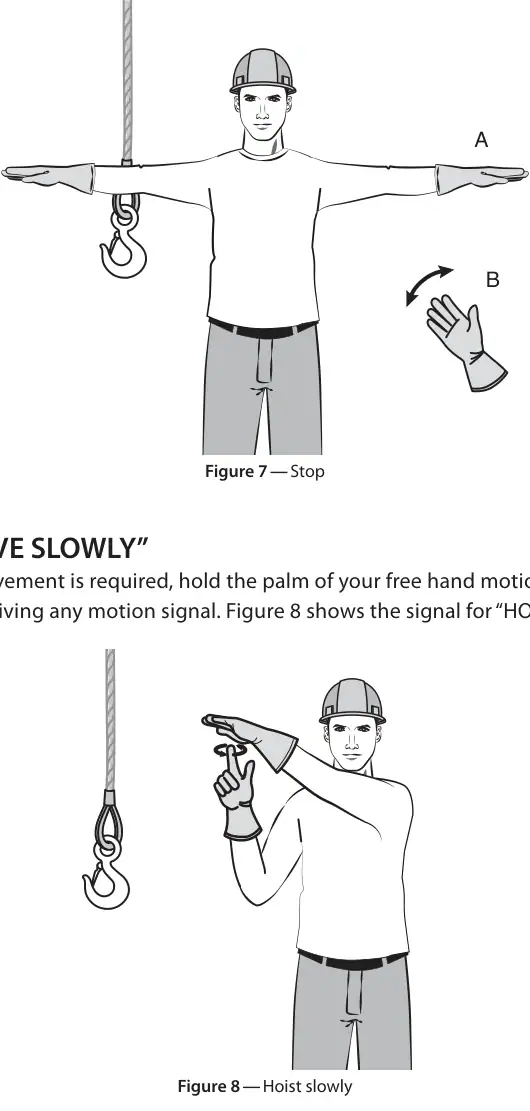 A
B
Figure 7 — Stop
VE SLOWLY”
vement is required, hold the palm of your free hand motio
iving any motion signal. Figure 8 shows the signal for “HO
Figure 8 — Hoist slowly